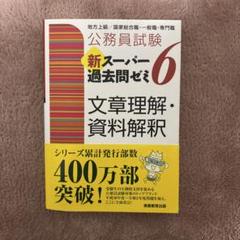 地方上級/国家総合職・一般職・専門職
公務員試験
新スーパー
過去問ゼミ6
文章理解・
資料解釈
シリーズ累計発行部数
400万部
突破!
実務教育出版